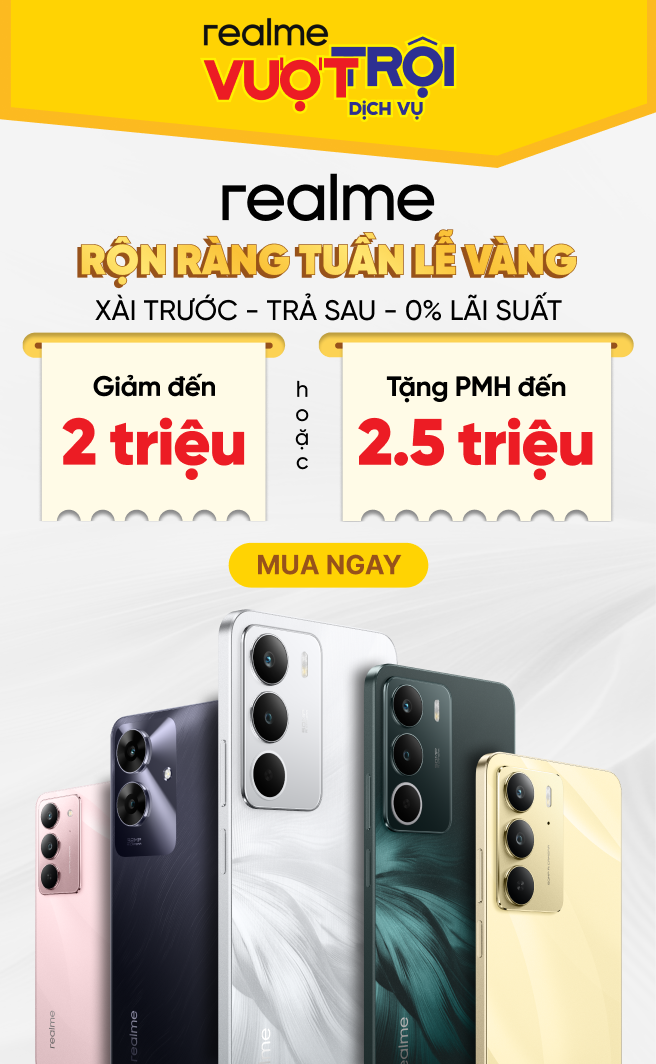 realme
VƯỢT TRỘI
DỊCH VỤ
realme
RỘN RÀNG TUẦN LỄ VÀNG
XÀI TRƯỚC - TRẢ SAU - 0% LÃI SUẤT
Giảm đến
2 triệu
hoặc
Tặng PMH đến
2.5 triệu
MUA NGAY
realme
realme
realme
realme
realme